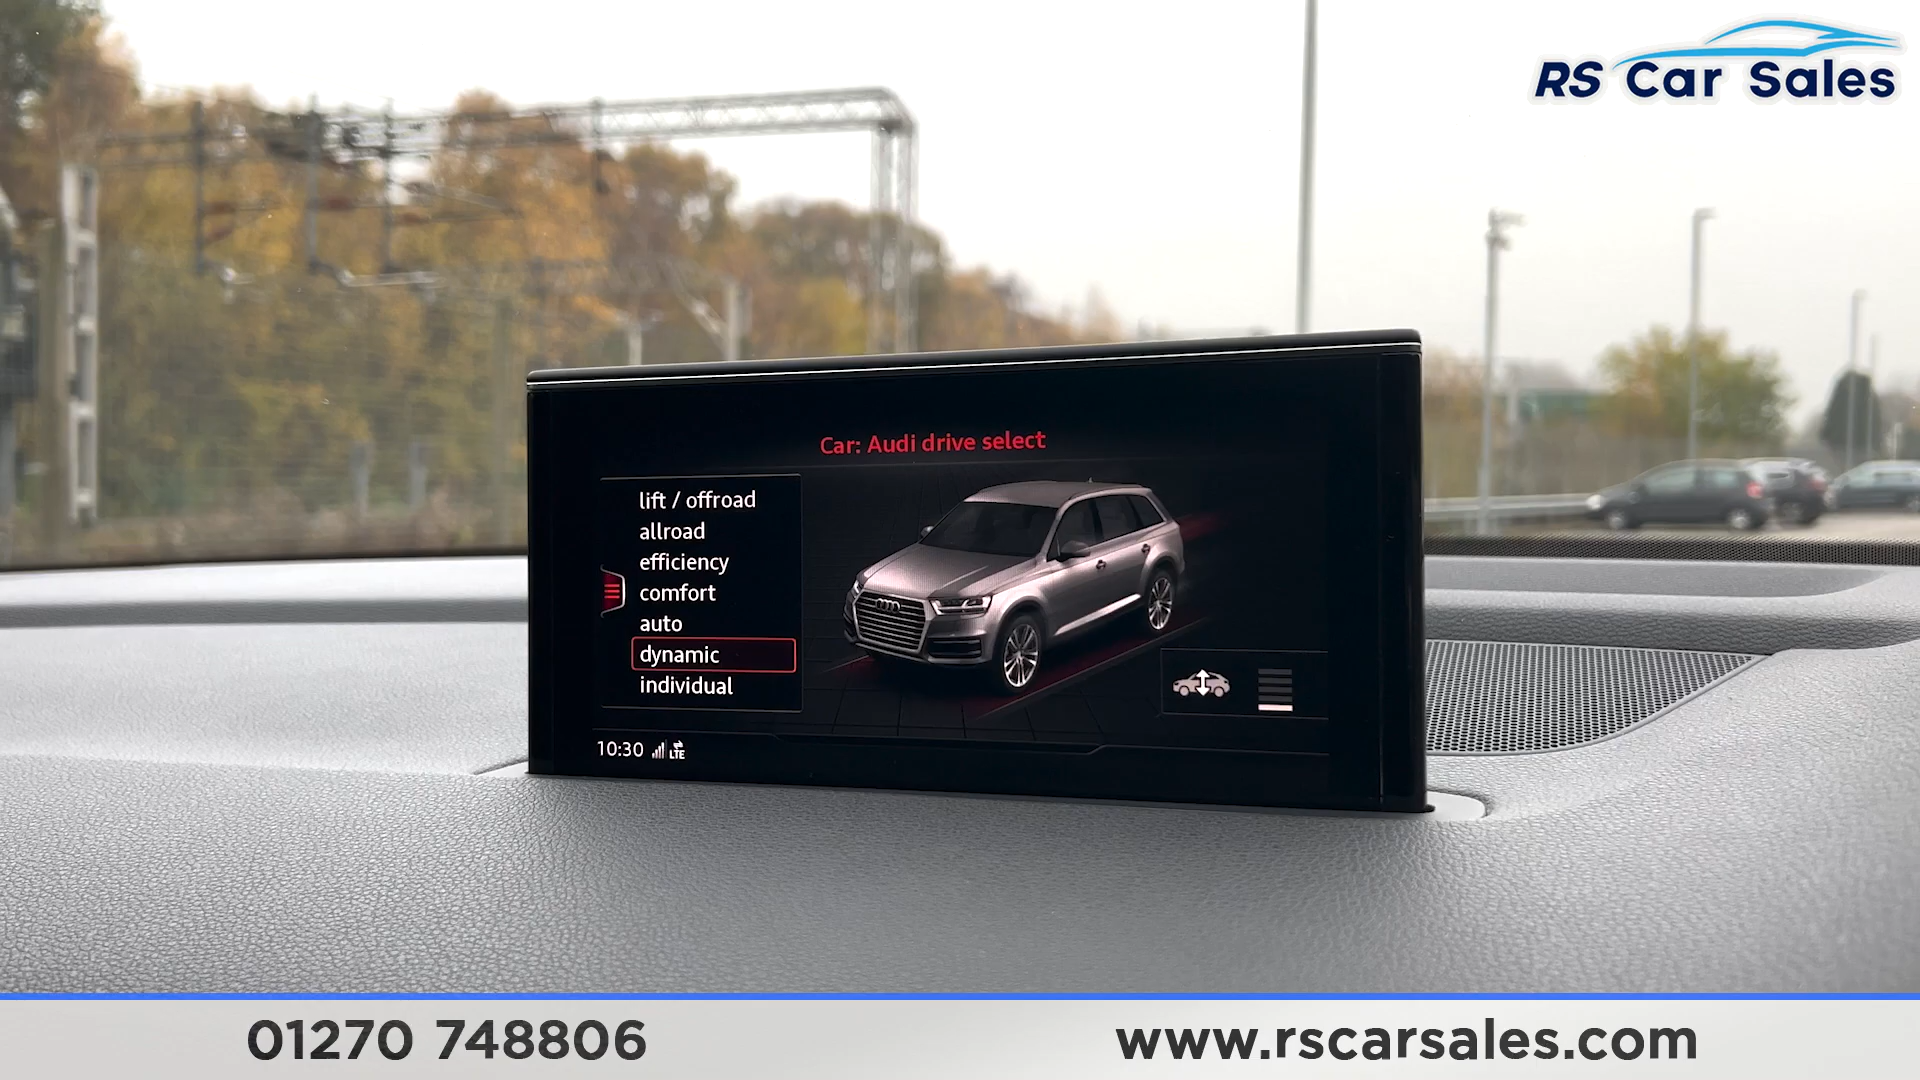 RS Car Sales
Car: Audi drive select
lift / offroad
allroad
efficiency
comfort
auto
dynamic
individual
10:30 LTE
01270 748806
www.rscarsales.com